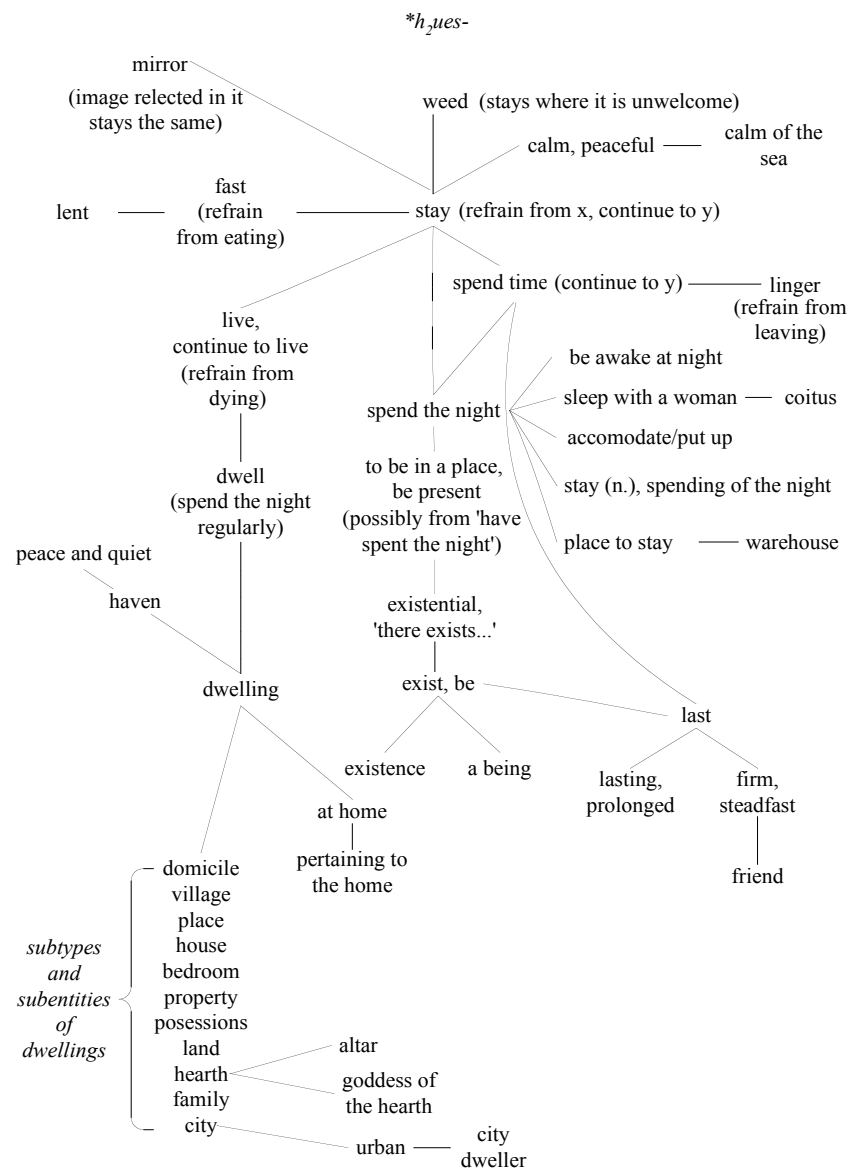 *h₂ues-
mirror
(image relected in it
stays the same)
weed (stays where it is unwelcome)
calm, peaceful
calm of the
sea
lent
fast
(refrain
from eating)
stay (refrain from x, continue to y)
spend time (continue to y)
linger
(refrain from
leaving)
live,
continue to live
(refrain from
dying)
be awake at night
spend the night
sleep with a woman
coitus
accomodate/put up
stay (n.), spending of the night
place to stay
warehouse
dwell
(spend the night
regularly)
to be in a place,
be present
(possibly from 'have
spent the night')
peace and quiet
haven
existential,
'there exists...'
dwelling
exist, be
last
existence
a being
lasting,
prolonged
firm,
steadfast
friend
at home
pertaining to
the home
subtypes
and
subentities
of
dwellings
domicile
village
place
house
bedroom
property
posessions
land
hearth
family
city
altar
goddess of
the hearth
urban
city
dweller